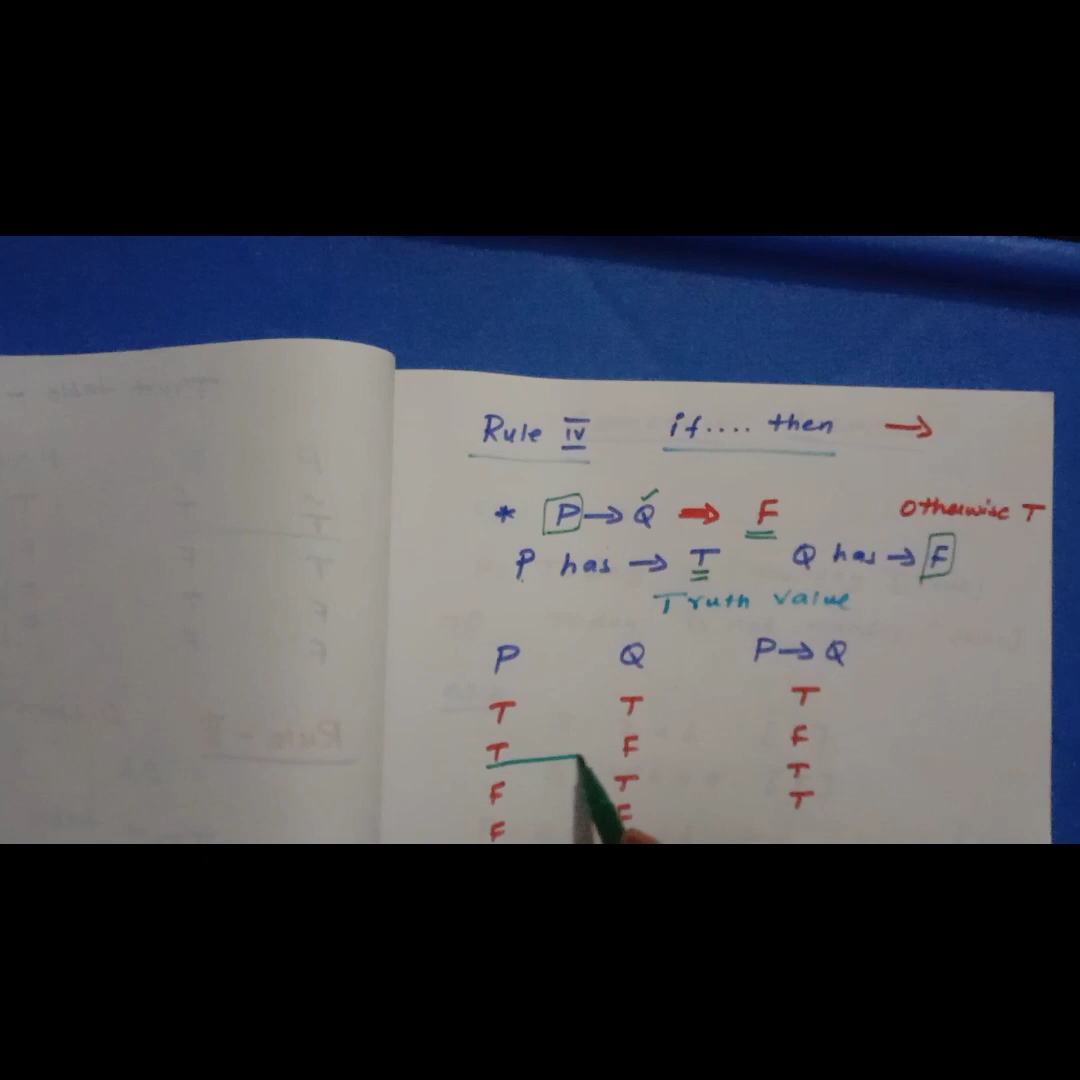 Rule IV if.... then →
* P → Q ✓ → F Otherwise T
P has → T Q has → F
Truth value
P Q P → Q
T T T
T F F
F T T
F F T